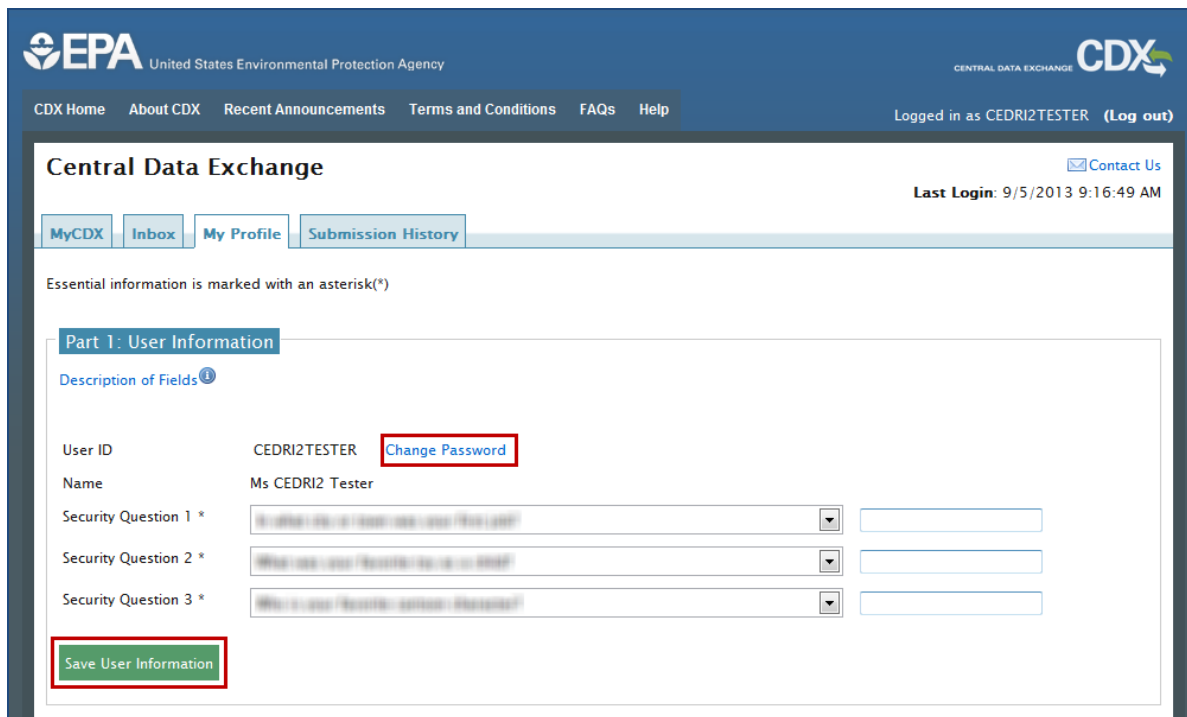 EPA United States Environmental Protection Agency
CENTRAL DATA EXCHANGE CDX
CDX Home About CDX Recent Announcements Terms and Conditions FAQs Help
Logged in as CEDRI2TESTER (Log out)
Central Data Exchange
Contact Us
Last Login: 9/5/2013 9:16:49 AM
MyCDX Inbox My Profile Submission History
Essential information is marked with an asterisk(*)
Part 1: User Information
Description of Fields
User ID CEDRI2TESTER Change Password
Name Ms CEDRI2 Tester
Security Question 1 *
Security Question 2 *
Security Question 3 *
Save User Information